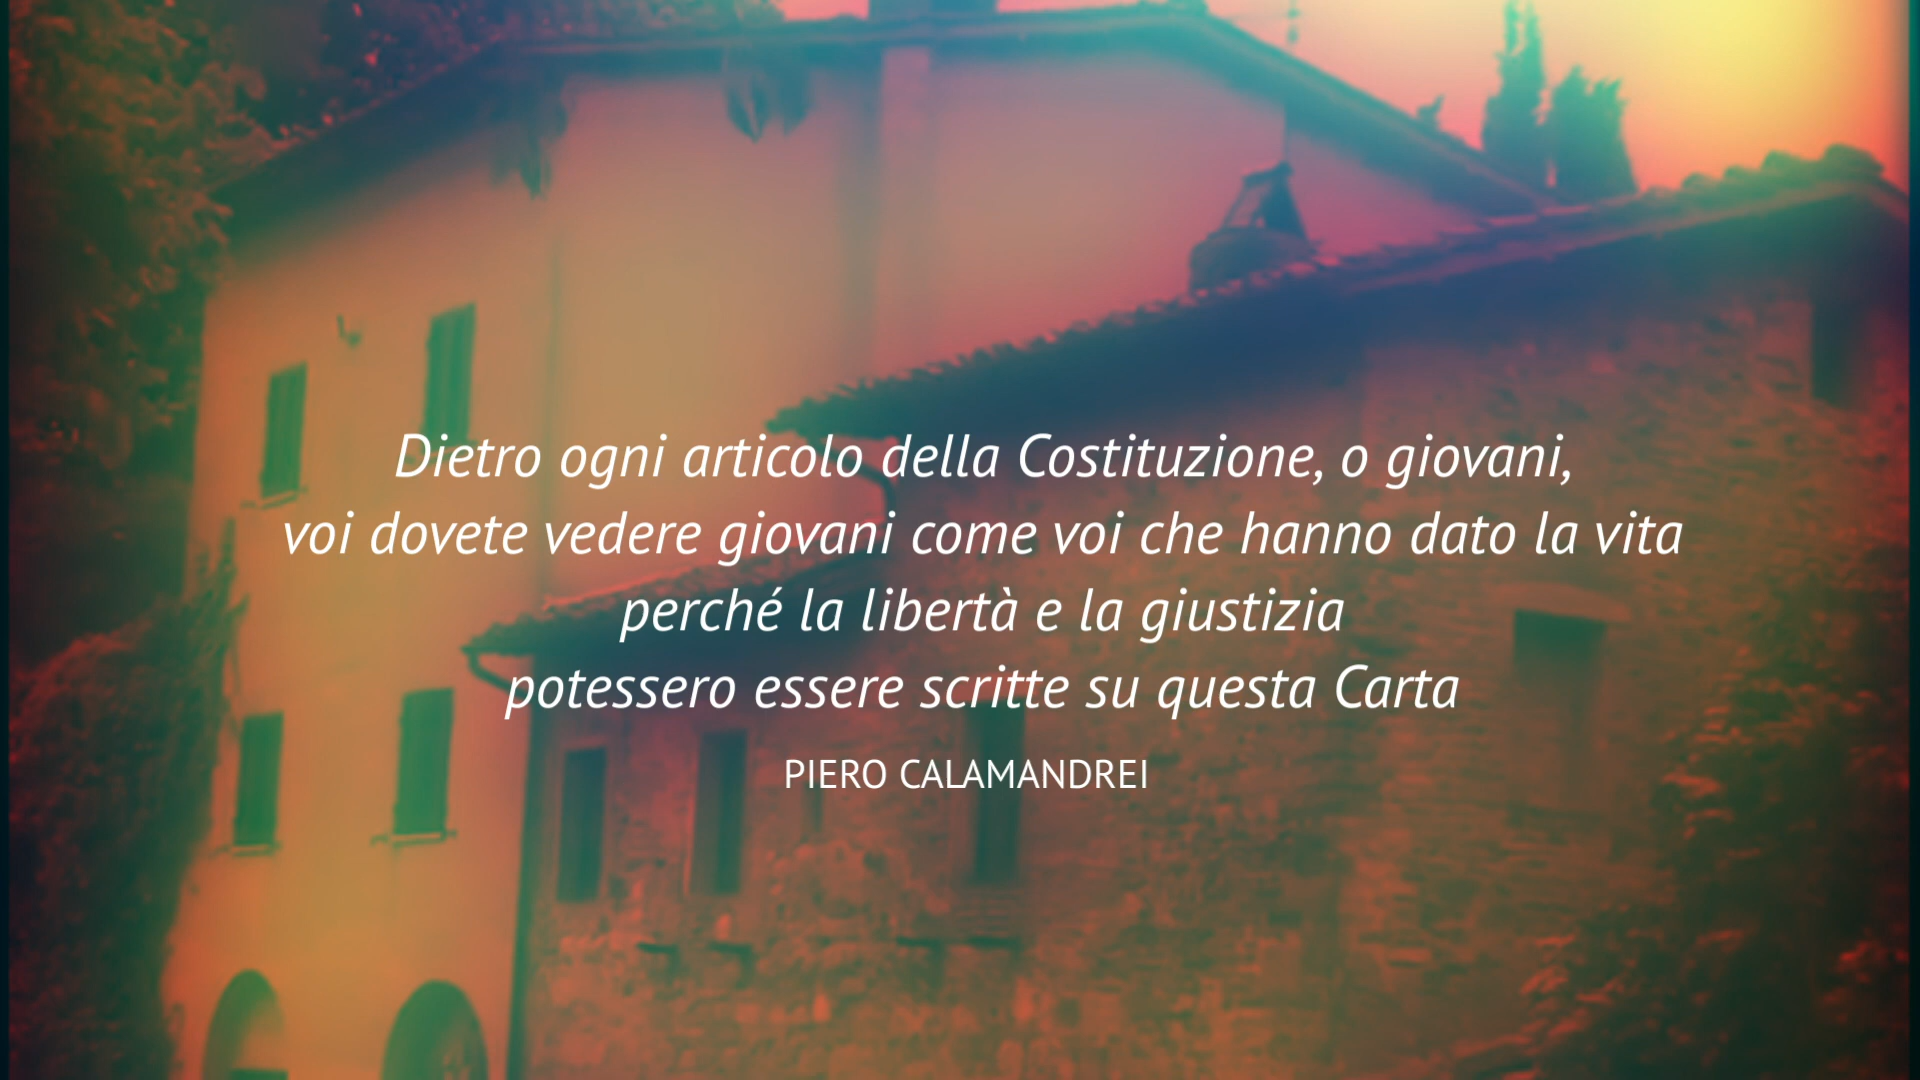 Dietro ogni articolo della Costituzione, o giovani,
voi dovete vedere giovani come voi che hanno dato la vita
perché la libertà e la giustizia
potessero essere scritte su questa Carta
PIERO CALAMANDREI